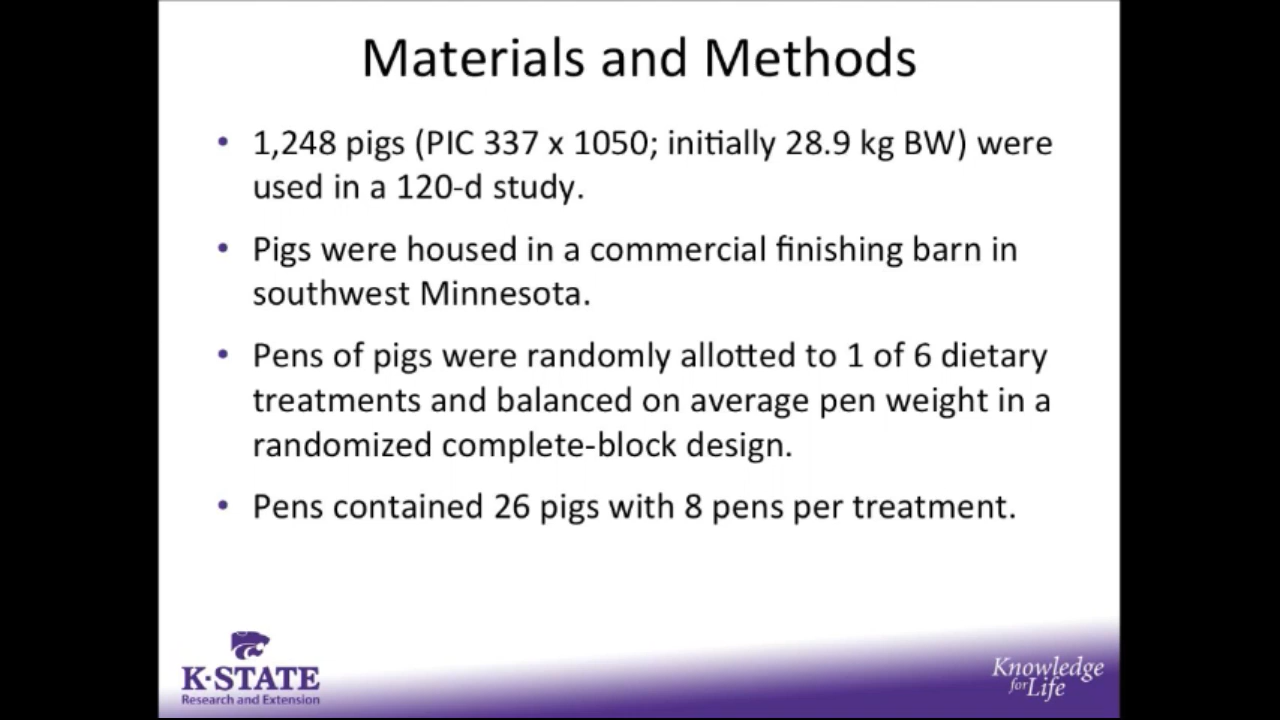 Materials and Methods
• 1,248 pigs (PIC 337 x 1050; initially 28.9 kg BW) were
used in a 120-d study.
• Pigs were housed in a commercial finishing barn in
southwest Minnesota.
• Pens of pigs were randomly allotted to 1 of 6 dietary
treatments and balanced on average pen weight in a
randomized complete-block design.
• Pens contained 26 pigs with 8 pens per treatment.
K·STATE
Research and Extension
Knowledge
for Life